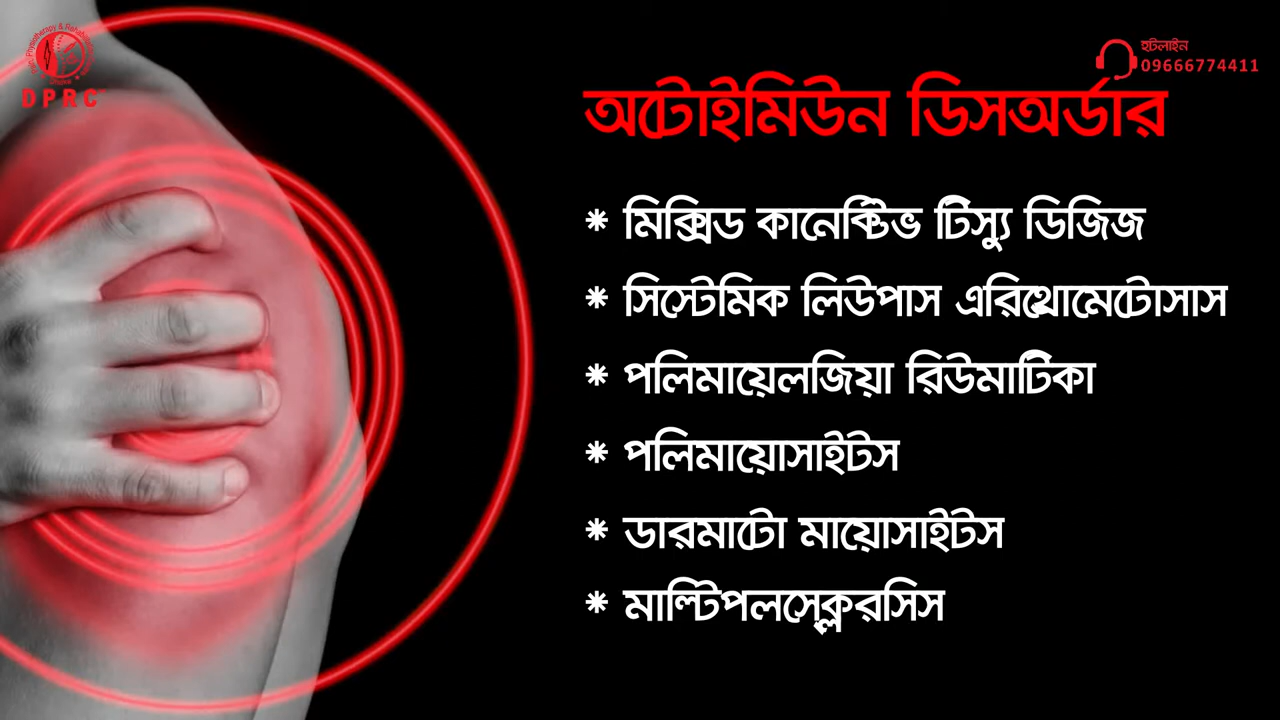 DPRC
হটলাইন
09666774411
অটোইমিউন ডিসঅর্ডার
* মিক্সিড কানেক্টিভ টিস্যু ডিজিজ
* সিস্টেমিক লিউপাস এরিথ্রোমেটোসাস
* পলিমায়েলজিয়া রিউমাটিকা
* পলিমায়োসাইটস
* ডারমাটো মায়োসাইটস
* মাল্টিপলস্ক্লেরসিস